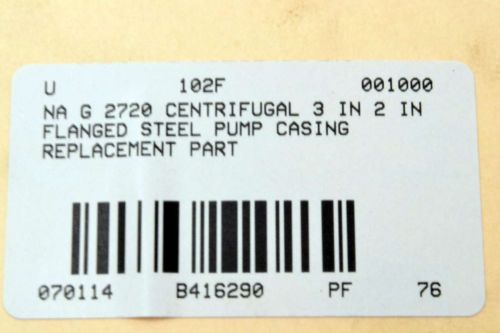 U 102F 001000
NA G 2720 CENTRIFUGAL 3 IN 2 IN
FLANGED STEEL PUMP CASING
REPLACEMENT PART
070114 B416290 PF 76